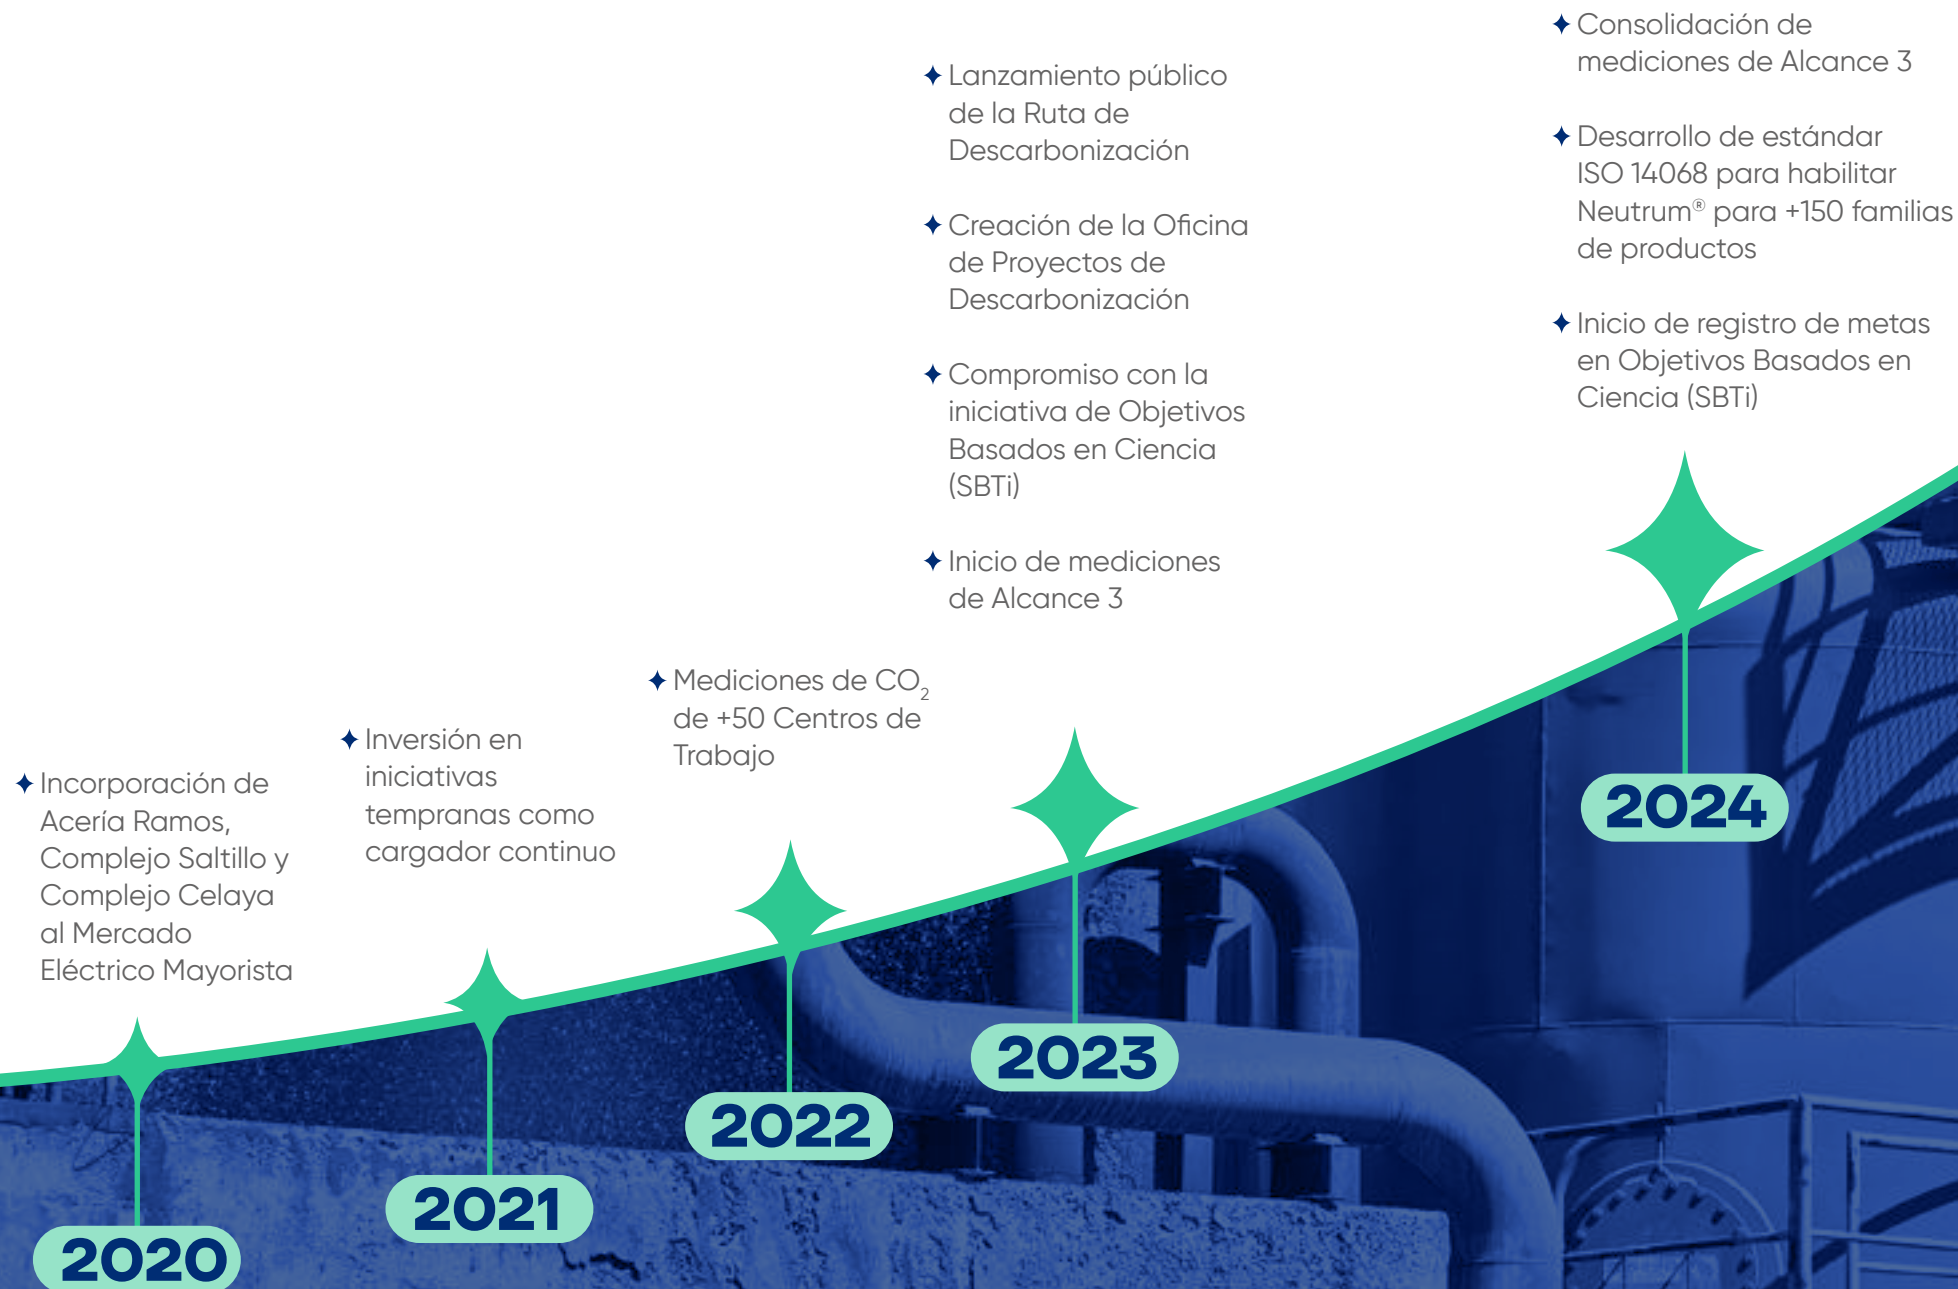 Incorporación de
Acería Ramos,
Complejo Saltillo y
Complejo Celaya
al Mercado
Eléctrico Mayorista
2020
Inversión en
iniciativas
tempranas como
cargador continuo
2021
Mediciones de CO₂
de +50 Centros de
Trabajo
2022
Lanzamiento público
de la Ruta de
Descarbonización
Creación de la Oficina
de Proyectos de
Descarbonización
Compromiso con la
iniciativa de Objetivos
Basados en Ciencia
(SBTi)
Inicio de mediciones
de Alcance 3
2023
Consolidación de
mediciones de Alcance 3
Desarrollo de estándar
ISO 14068 para habilitar
Neutrum® para +150 familias
de productos
Inicio de registro de metas
en Objetivos Basados en
Ciencia (SBTi)
2024